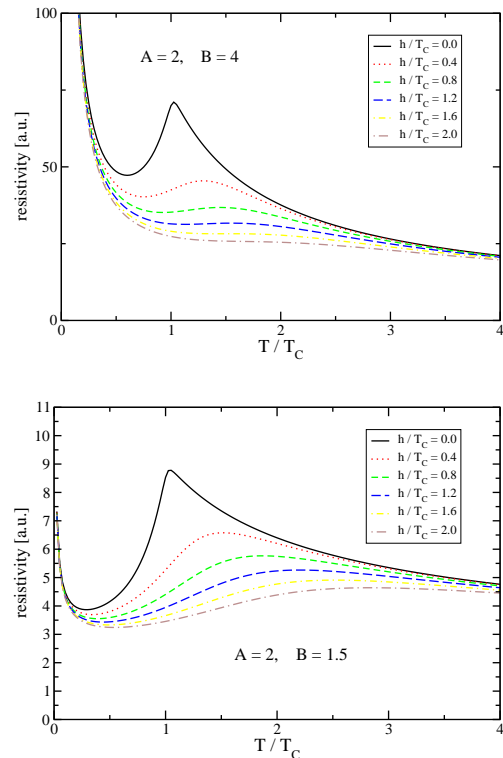 100
A = 2, B = 4
h / T_C = 0.0
h / T_C = 0.4
h / T_C = 0.8
h / T_C = 1.2
h / T_C = 1.6
h / T_C = 2.0
resistivity [a.u.]
50
0
0 1 2 3 4
T / T_C
11
10
9
8
7
6
5
4
3
2
1
0
resistivity [a.u.]
h / T_C = 0.0
h / T_C = 0.4
h / T_C = 0.8
h / T_C = 1.2
h / T_C = 1.6
h / T_C = 2.0
A = 2, B = 1.5
0 1 2 3 4
T / T_C